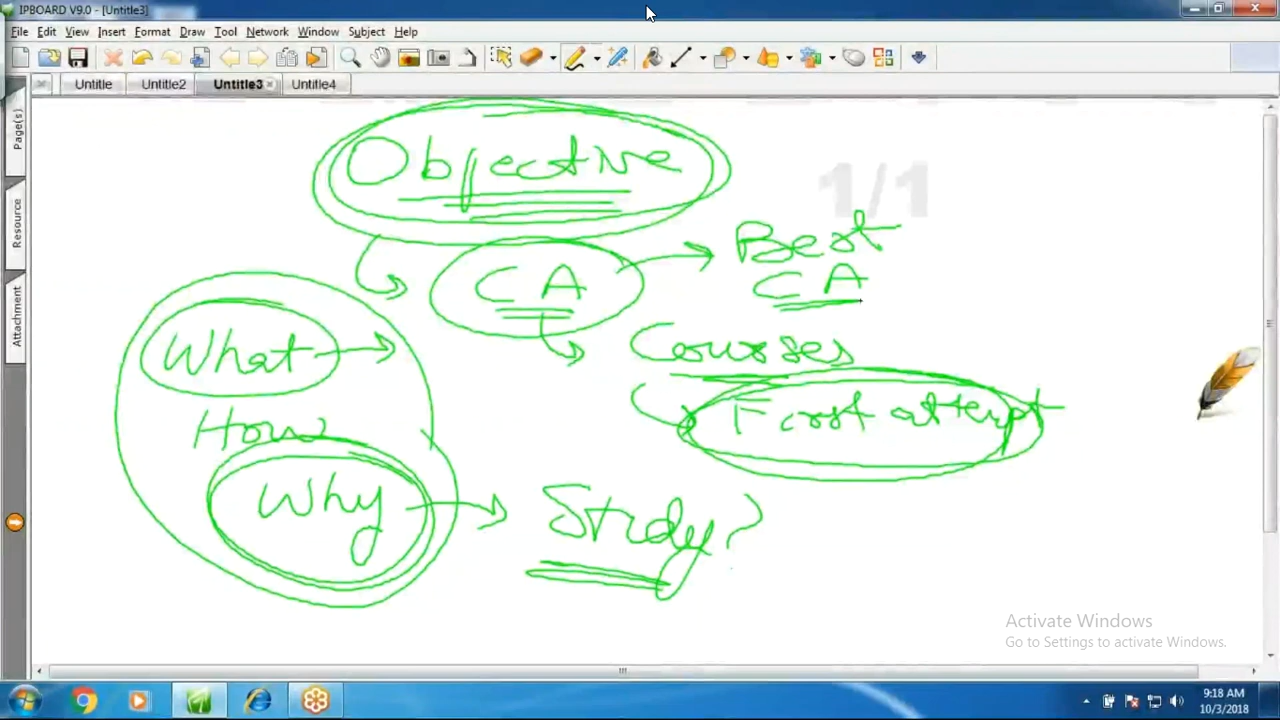 IPBOARD V9.0 - [Untitle3]
File Edit View Insert Format Draw Tool Network Window Subject Help
Untitle Untitle2 Untitle3 Untitle4
Page(s)
Resource
Attachment
1/1
Objective
CA
Best
CA
What
Courses
How
First attempt
Why
Study?
Activate Windows
Go to Settings to activate Windows.
9:18 AM
10/3/2018